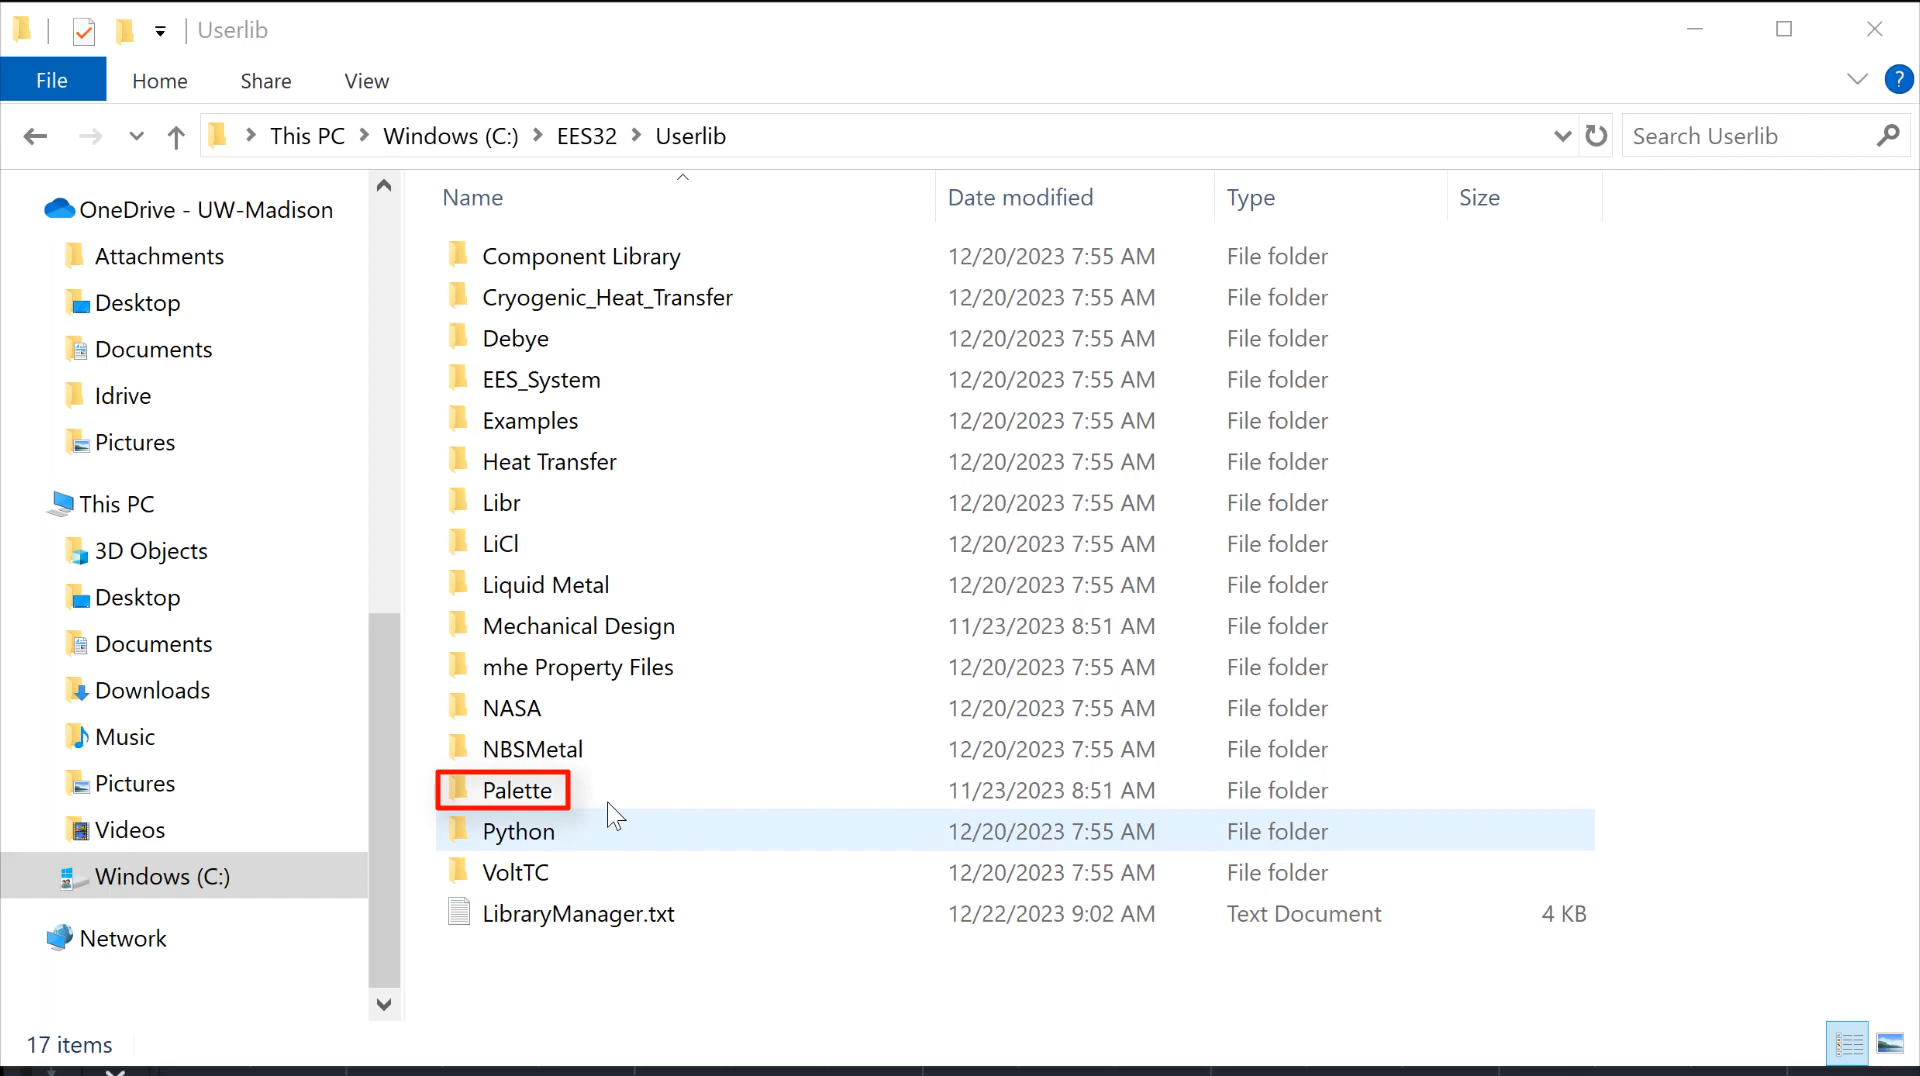 Userlib
File Home Share View ?
This PC Windows (C:) EES32 Userlib Search Userlib
OneDrive - UW-Madison
Attachments
Desktop
Documents
Idrive
Pictures
This PC
3D Objects
Desktop
Documents
Downloads
Music
Pictures
Videos
Windows (C:)
Network
Name Date modified Type Size
Component Library 12/20/2023 7:55 AM File folder
Cryogenic_Heat_Transfer 12/20/2023 7:55 AM File folder
Debye 12/20/2023 7:55 AM File folder
EES_System 12/20/2023 7:55 AM File folder
Examples 12/20/2023 7:55 AM File folder
Heat Transfer 12/20/2023 7:55 AM File folder
Libr 12/20/2023 7:55 AM File folder
LiCl 12/20/2023 7:55 AM File folder
Liquid Metal 12/20/2023 7:55 AM File folder
Mechanical Design 11/23/2023 8:51 AM File folder
mhe Property Files 12/20/2023 7:55 AM File folder
NASA 12/20/2023 7:55 AM File folder
NBSMetal 12/20/2023 7:55 AM File folder
Palette 11/23/2023 8:51 AM File folder
Python 12/20/2023 7:55 AM File folder
VoltTC 12/20/2023 7:55 AM File folder
LibraryManager.txt 12/22/2023 9:02 AM Text Document 4 KB
17 items